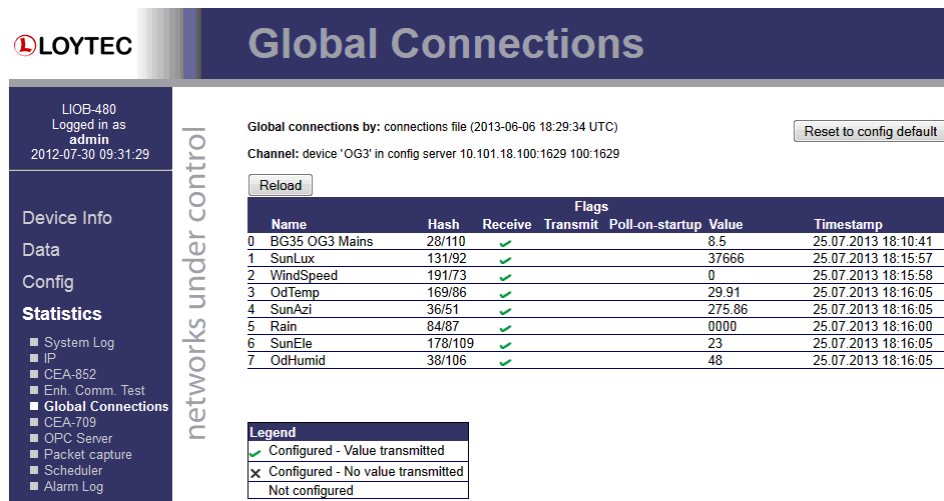 LOYTEC
Global Connections
LIOB-480
Logged in as
admin
2012-07-30 09:31:29
Device Info
Data
Config
Statistics
System Log
IP
CEA-852
Enh. Comm. Test
Global Connections
CEA-709
OPC Server
Packet capture
Scheduler
Alarm Log
networks under control
Global connections by: connections file (2013-06-06 18:29:34 UTC)
Reset to config default
Channel: device 'OG3' in config server 10.101.18.100:1629 100:1629
Reload
Flags
Name Hash Receive Transmit Poll-on-startup Value Timestamp
0 BG35 OG3 Mains 28/110 ✓ 8.5 25.07.2013 18:10:41
1 SunLux 131/92 ✓ 37666 25.07.2013 18:15:57
2 WindSpeed 191/73 ✓ 0 25.07.2013 18:15:58
3 OdTemp 169/86 ✓ 29.91 25.07.2013 18:16:05
4 SunAzi 36/51 ✓ 275.86 25.07.2013 18:16:05
5 Rain 84/87 ✓ 0000 25.07.2013 18:16:00
6 SunEle 178/109 ✓ 23 25.07.2013 18:16:05
7 OdHumid 38/106 ✓ 48 25.07.2013 18:16:05
Legend
✓ Configured - Value transmitted
✕ Configured - No value transmitted
Not configured